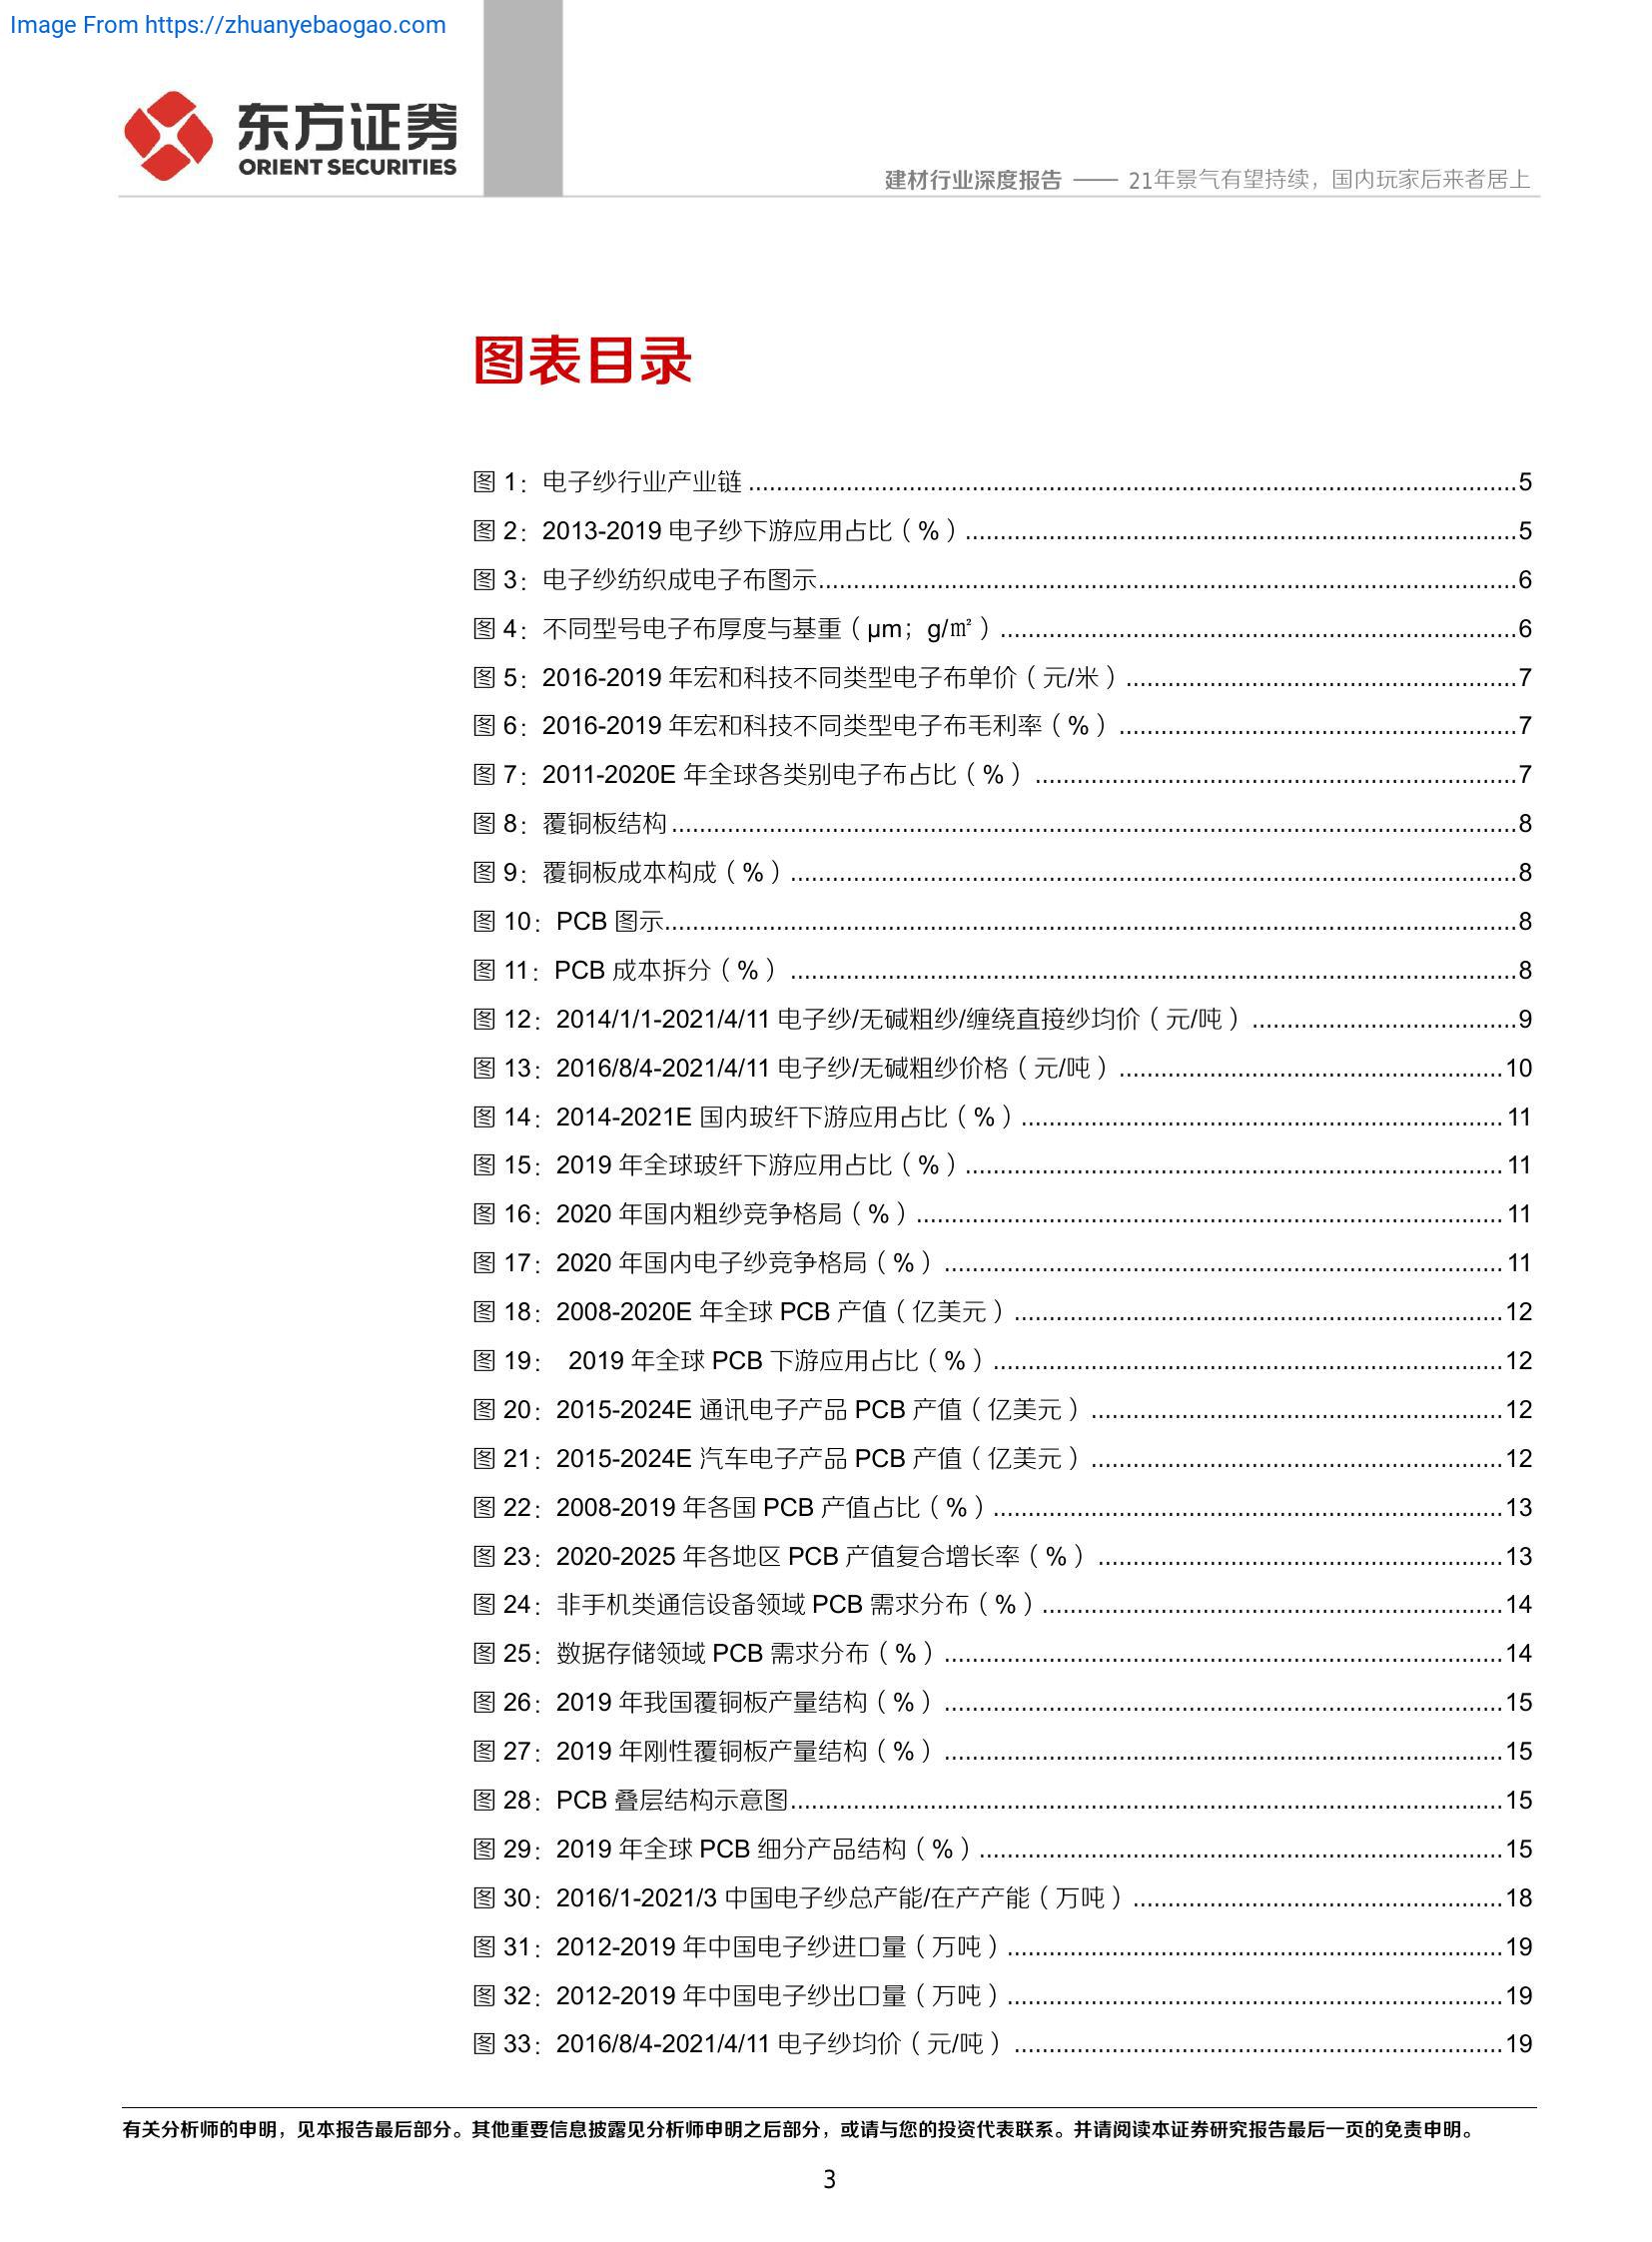 Image From https://zhuanyebaogao.com
东方证券
ORIENT SECURITIES
建材行业深度报告 —— 21年景气有望持续，国内玩家后来者居上
图表目录
图 1：电子纱行业产业链 ........ 5
图 2：2013-2019 电子纱下游应用占比（%）........ 5
图 3：电子纱纺织成电子布图示........ 6
图 4：不同型号电子布厚度与基重（μm；g/㎡）........ 6
图 5：2016-2019 年宏和科技不同类型电子布单价（元/米）........ 7
图 6：2016-2019 年宏和科技不同类型电子布毛利率（%）........ 7
图 7：2011-2020E 年全球各类别电子布占比（%）........ 7
图 8：覆铜板结构 ........ 8
图 9：覆铜板成本构成（%）........ 8
图 10：PCB 图示........ 8
图 11：PCB 成本拆分（%）........ 8
图 12：2014/1/1-2021/4/11 电子纱/无碱粗纱/缠绕直接纱均价（元/吨）........ 9
图 13：2016/8/4-2021/4/11 电子纱/无碱粗纱价格（元/吨）........ 10
图 14：2014-2021E 国内玻纤下游应用占比（%）........ 11
图 15：2019 年全球玻纤下游应用占比（%）........ 11
图 16：2020 年国内粗纱竞争格局（%）........ 11
图 17：2020 年国内电子纱竞争格局（%）........ 11
图 18：2008-2020E 年全球 PCB 产值（亿美元）........ 12
图 19： 2019 年全球 PCB 下游应用占比（%）........ 12
图 20：2015-2024E 通讯电子产品 PCB 产值（亿美元）........ 12
图 21：2015-2024E 汽车电子产品 PCB 产值（亿美元）........ 12
图 22：2008-2019 年各国 PCB 产值占比（%）........ 13
图 23：2020-2025 年各地区 PCB 产值复合增长率（%）........ 13
图 24：非手机类通信设备领域 PCB 需求分布（%）........ 14
图 25：数据存储领域 PCB 需求分布（%）........ 14
图 26：2019 年我国覆铜板产量结构（%）........ 15
图 27：2019 年刚性覆铜板产量结构（%）........ 15
图 28：PCB 叠层结构示意图........ 15
图 29：2019 年全球 PCB 细分产品结构（%）........ 15
图 30：2016/1-2021/3 中国电子纱总产能/在产产能（万吨）........ 18
图 31：2012-2019 年中国电子纱进口量（万吨）........ 19
图 32：2012-2019 年中国电子纱出口量（万吨）........ 19
图 33：2016/8/4-2021/4/11 电子纱均价（元/吨）........ 19
有关分析师的申明，见本报告最后部分。其他重要信息披露见分析师申明之后部分，或请与您的投资代表联系。并请阅读本证券研究报告最后一页的免责申明。
3